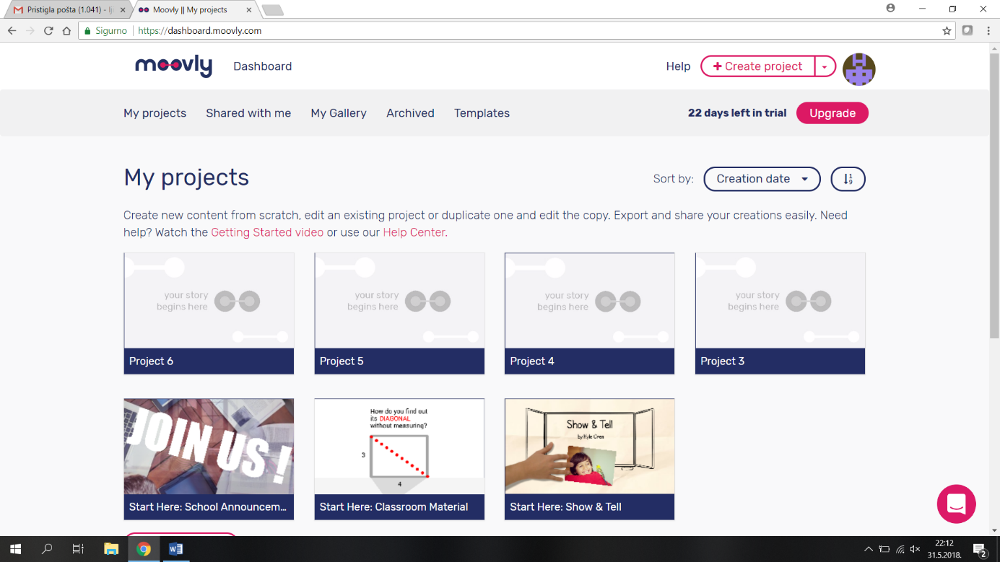 Pristigla pošta (1.041) - lj
Moovly || My projects
Sigurno
https://dashboard.moovly.com
moovly
Dashboard
Help
+ Create project
My projects
Shared with me
My Gallery
Archived
Templates
22 days left in trial
Upgrade
My projects
Sort by:
Creation date
Create new content from scratch, edit an existing project or duplicate one and edit the copy. Export and share your creations easily. Need
help? Watch the Getting Started video or use our Help Center.
your story
begins here
your story
begins here
your story
begins here
your story
begins here
Project 6
Project 5
Project 4
Project 3
JOIN US !
How do you find out
its DIAGONAL
without measuring?
3
4
Show & Tell
by Kyle Crea
Start Here: School Announcem...
Start Here: Classroom Material
Start Here: Show & Tell
22:12
31.5.2018.
2